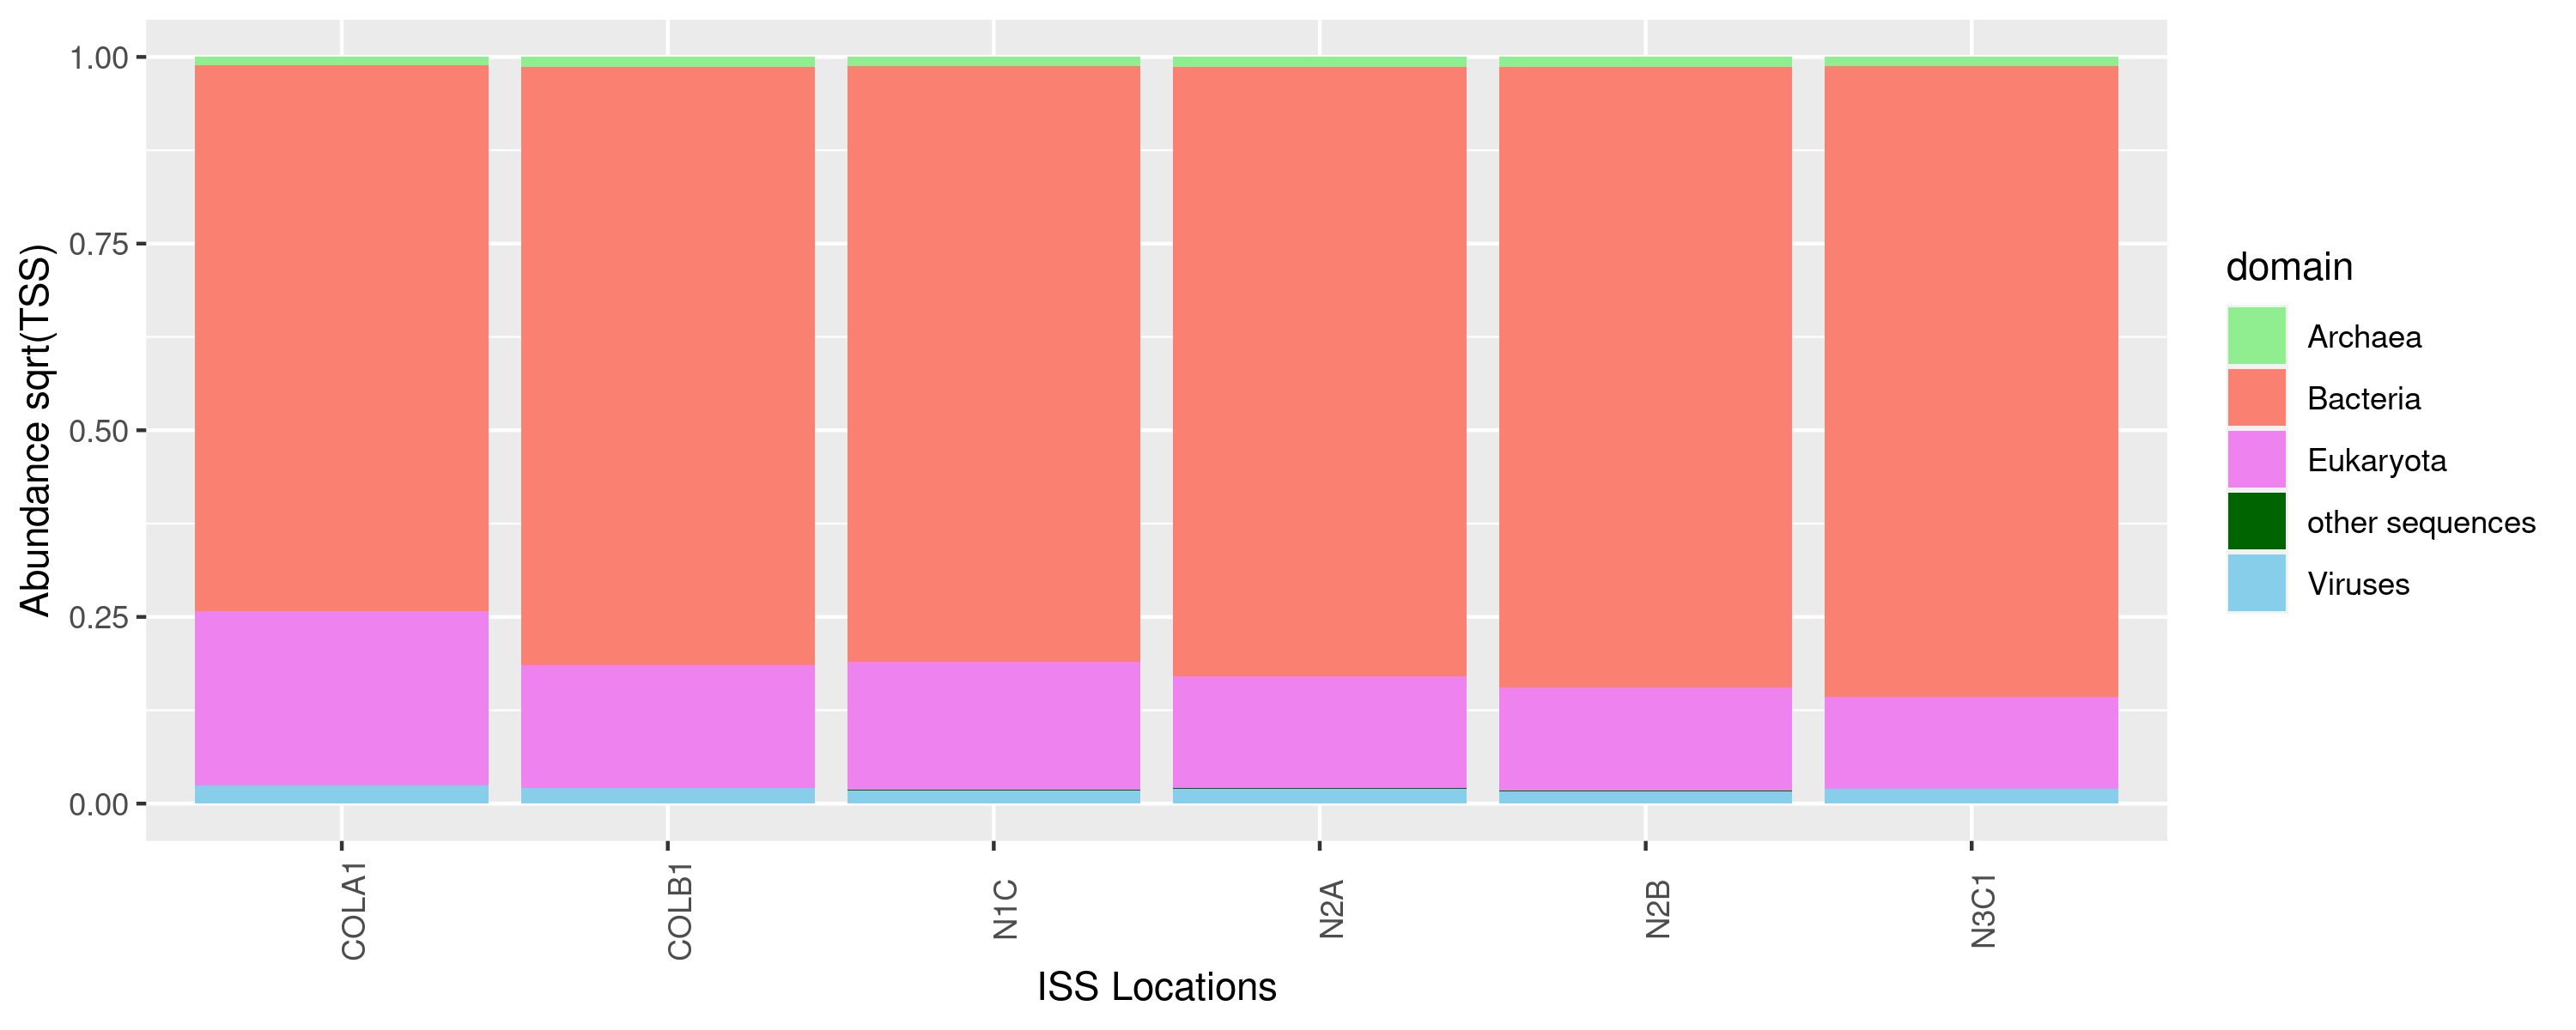 Abundance sqrt(TSS)
1.00
0.75
0.50
0.25
0.00
COLA1
COLB1
N1C
N2A
N2B
N3C1
ISS Locations
domain
Archaea
Bacteria
Eukaryota
other sequences
Viruses